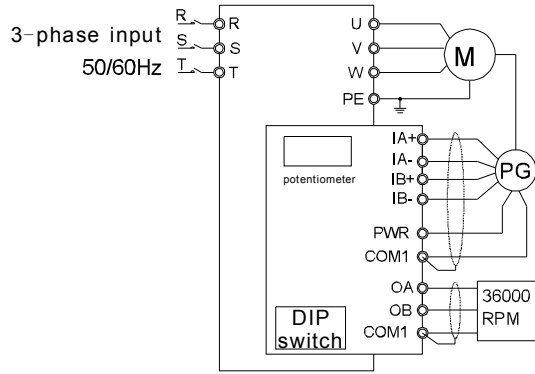 3-phase input
50/60Hz
R
S
T
R
S
T
U
V
W
PE
M
PG
potentiometer
IA+
IA-
IB+
IB-
PWR
COM1
OA
OB
COM1
DIP
switch
36000
RPM